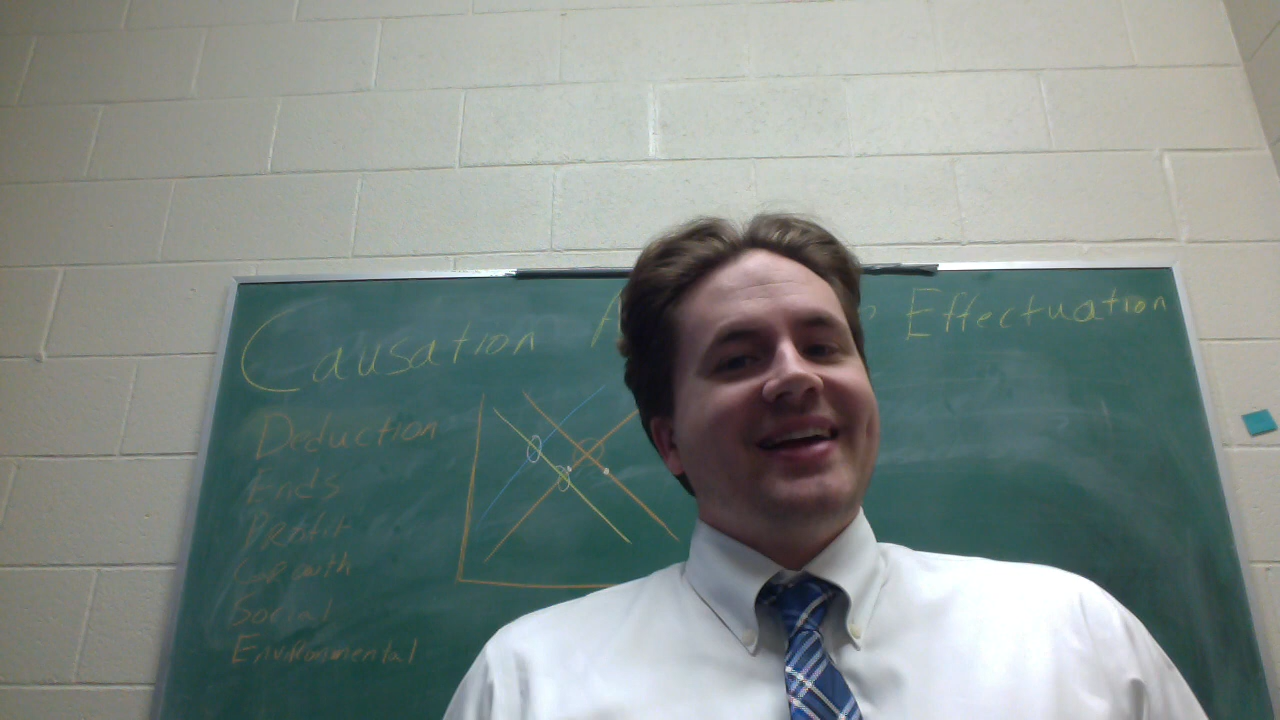 Causation A Effectuation
Deduction
Ends
Profit
Growth
Social
Environmental